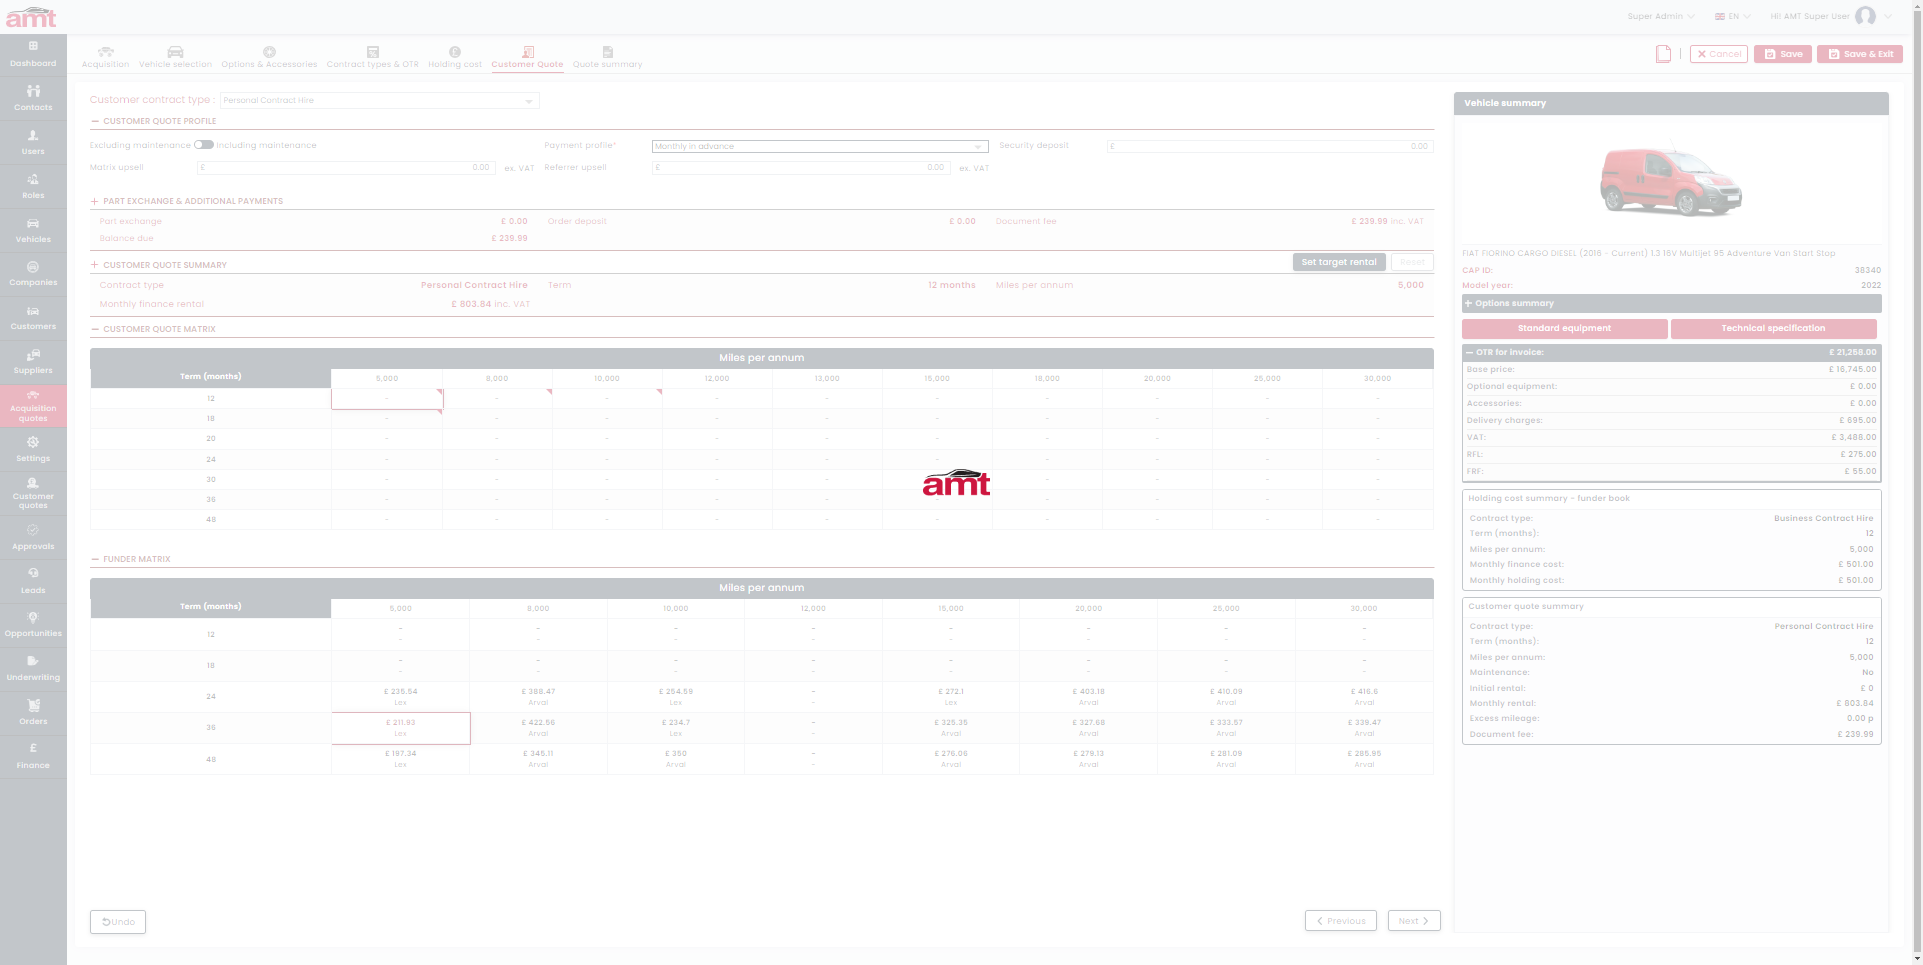 amt
Super Admin
EN
Hi! AMT Super User
Dashboard
Contacts
Users
Roles
Vehicles
Companies
Customers
Suppliers
Acquisition
quotes
Settings
Customer
quotes
Approvals
Leads
Opportunities
Underwriting
Orders
Finance
Acquisition
Vehicle selection
Options & Accessories
Contract types & OTR
Holding cost
Customer Quote
Quote summary
Cancel
Save
Save & Exit
Customer contract type : Personal Contract Hire
CUSTOMER QUOTE PROFILE
Excluding maintenance Including maintenance Payment profile* Monthly in advance Security deposit £ 0.00
Matrix upsell £ 0.00 ex. VAT Referrer upsell £ 0.00 ex. VAT
+ PART EXCHANGE & ADDITIONAL PAYMENTS
Part exchange £ 0.00 Order deposit £ 0.00 Document fee £ 239.99 inc. VAT
Balance due £ 239.99
+ CUSTOMER QUOTE SUMMARY Set target rental Reset
Contract type Personal Contract Hire Term 12 months Miles per annum 5,000
Monthly finance rental £ 803.84 inc. VAT
CUSTOMER QUOTE MATRIX
Miles per annum
Term (months)
5,000 8,000 10,000 12,000 13,000 15,000 18,000 20,000 25,000 30,000
12 - - - - - - - - - -
18 - - - - - - - - - -
20 - - - - - - - - - -
24 - - - - - - - - - -
30 - - - - - - - - -
36 - - - - - - - - - -
48 - - - - - - - - - -
amt
FUNDER MATRIX
Miles per annum
Term (months)
5,000 8,000 10,000 12,000 15,000 20,000 25,000 30,000
12 - - - - - - - -
- - - - - - - -
18 - - - - - - - -
- - - - - - - -
24 £ 235.54 £ 388.47 £ 254.59 - £ 272.1 £ 403.18 £ 410.09 £ 416.6
Lex Arval Lex - Lex Arval Arval Arval
36 £ 211.93 £ 422.56 £ 234.7 - £ 325.35 £ 327.68 £ 333.57 £ 339.47
Lex Arval Lex - Arval Arval Arval Arval
48 £ 197.34 £ 345.11 £ 350 - £ 276.06 £ 279.13 £ 281.09 £ 285.95
Lex Arval Arval - Arval Arval Arval Arval
Undo
Previous
Next
Vehicle summary
FIAT FIORINO CARGO DIESEL (2016 - Current) 1.3 16V Multijet 95 Adventure Van Start Stop
CAP ID: 38340
Model year: 2022
+ Options summary
Standard equipment
Technical specification
OTR for invoice: £ 21,258.00
Base price: £ 16,745.00
Optional equipment: £ 0.00
Accessories: £ 0.00
Delivery charges: £ 695.00
VAT: £ 3,488.00
RFL: £ 275.00
FRF: £ 55.00
Holding cost summary - funder book
Contract type: Business Contract Hire
Term (months): 12
Miles per annum: 5,000
Monthly finance cost: £ 501.00
Monthly holding cost: £ 501.00
Customer quote summary
Contract type: Personal Contract Hire
Term (months): 12
Miles per annum: 5,000
Maintenance: No
Initial rental: £ 0
Monthly rental: £ 803.84
Excess mileage: 0.00 p
Document fee: £ 239.99